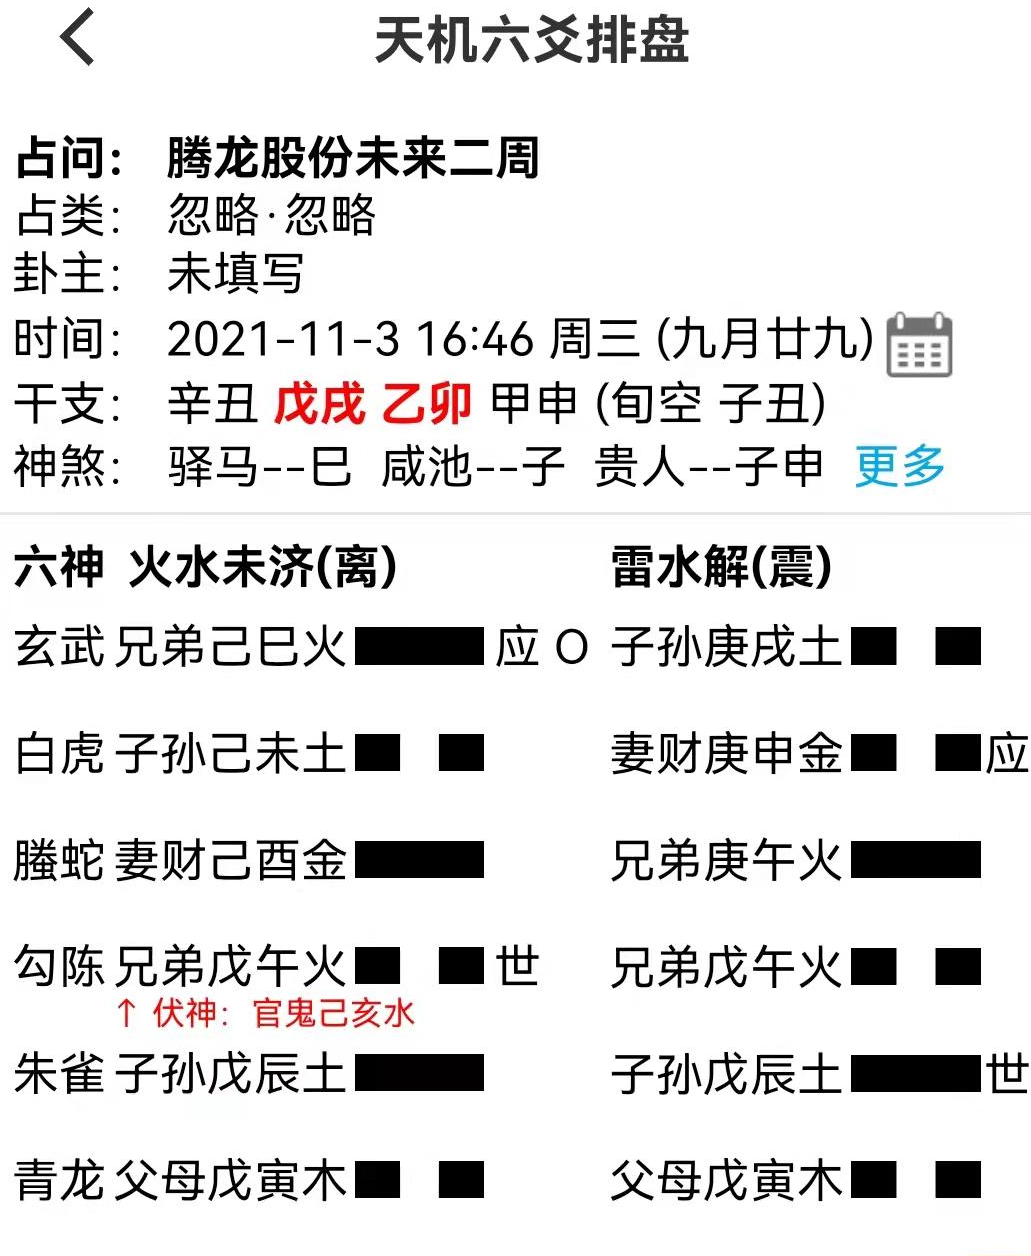 天机六爻排盘
占问： 腾龙股份未来二周
占类： 忽略·忽略
卦主： 未填写
时间： 2021-11-3 16:46 周三 (九月廿九)
干支： 辛丑 戊戌 乙卯 甲申 (旬空 子丑)
神煞： 驿马--巳 咸池--子 贵人--子申 更多
六神 火水未济(离) 雷水解(震)
玄武 兄弟己巳火 应 O 子孙庚戌土
白虎 子孙己未土 妻财庚申金 应
螣蛇 妻财己酉金 兄弟庚午火
勾陈 兄弟戊午火 世 兄弟戊午火
↑ 伏神：官鬼己亥水
朱雀 子孙戊辰土 子孙戊辰土 世
青龙 父母戊寅木 父母戊寅木